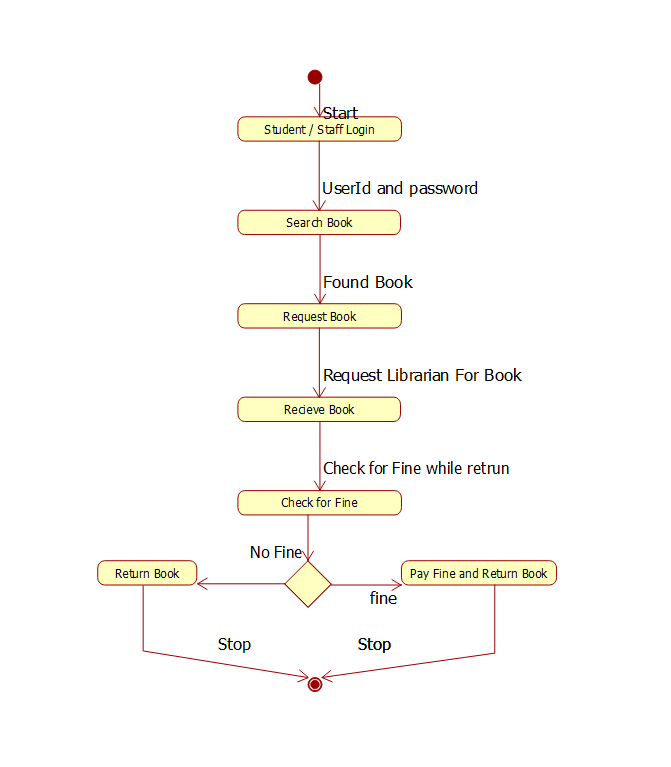 Start
Student / Staff Login
UserId and password
Search Book
Found Book
Request Book
Request Librarian For Book
Recieve Book
Check for Fine while retrun
Check for Fine
No Fine
Return Book
Pay Fine and Return Book
fine
Stop
Stop